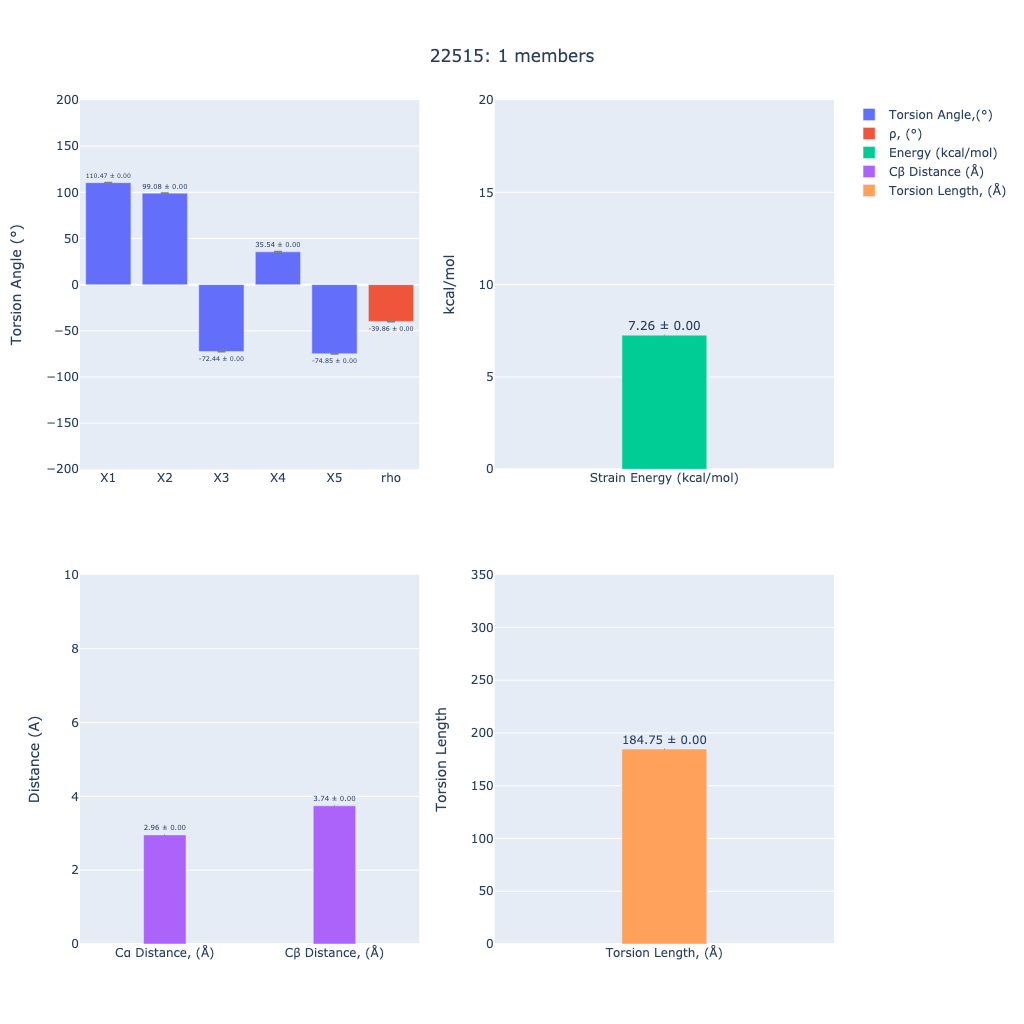 22515: 1 members
Torsion Angle (°)
200
150
100
50
0
−50
−100
−150
−200
110.47 ± 0.00
99.08 ± 0.00
-72.44 ± 0.00
35.54 ± 0.00
-74.85 ± 0.00
-39.86 ± 0.00
X1 X2 X3 X4 X5 rho
kcal/mol
20
15
10
5
0
7.26 ± 0.00
Strain Energy (kcal/mol)
Torsion Angle,(°)
ρ, (°)
Energy (kcal/mol)
Cβ Distance (Å)
Torsion Length, (Å)
Distance (A)
10
8
6
4
2
0
2.96 ± 0.00
3.74 ± 0.00
Cα Distance, (Å) Cβ Distance, (Å)
Torsion Length
350
300
250
200
150
100
50
0
184.75 ± 0.00
Torsion Length, (Å)